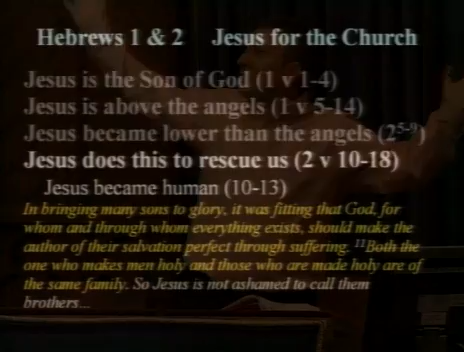 Hebrews 1 & 2 Jesus for the Church
Jesus is the Son of God (1 v 1-4)
Jesus is above the angels (1 v 5-14)
Jesus became lower than the angels (2⁵⁻⁹)
Jesus does this to rescue us (2 v 10-18)
Jesus became human (10-13)
In bringing many sons to glory, it was fitting that God, for
whom and through whom everything exists, should make the
author of their salvation perfect through suffering. ¹¹Both the
one who makes men holy and those who are made holy are of
the same family. So Jesus is not ashamed to call them
brothers...